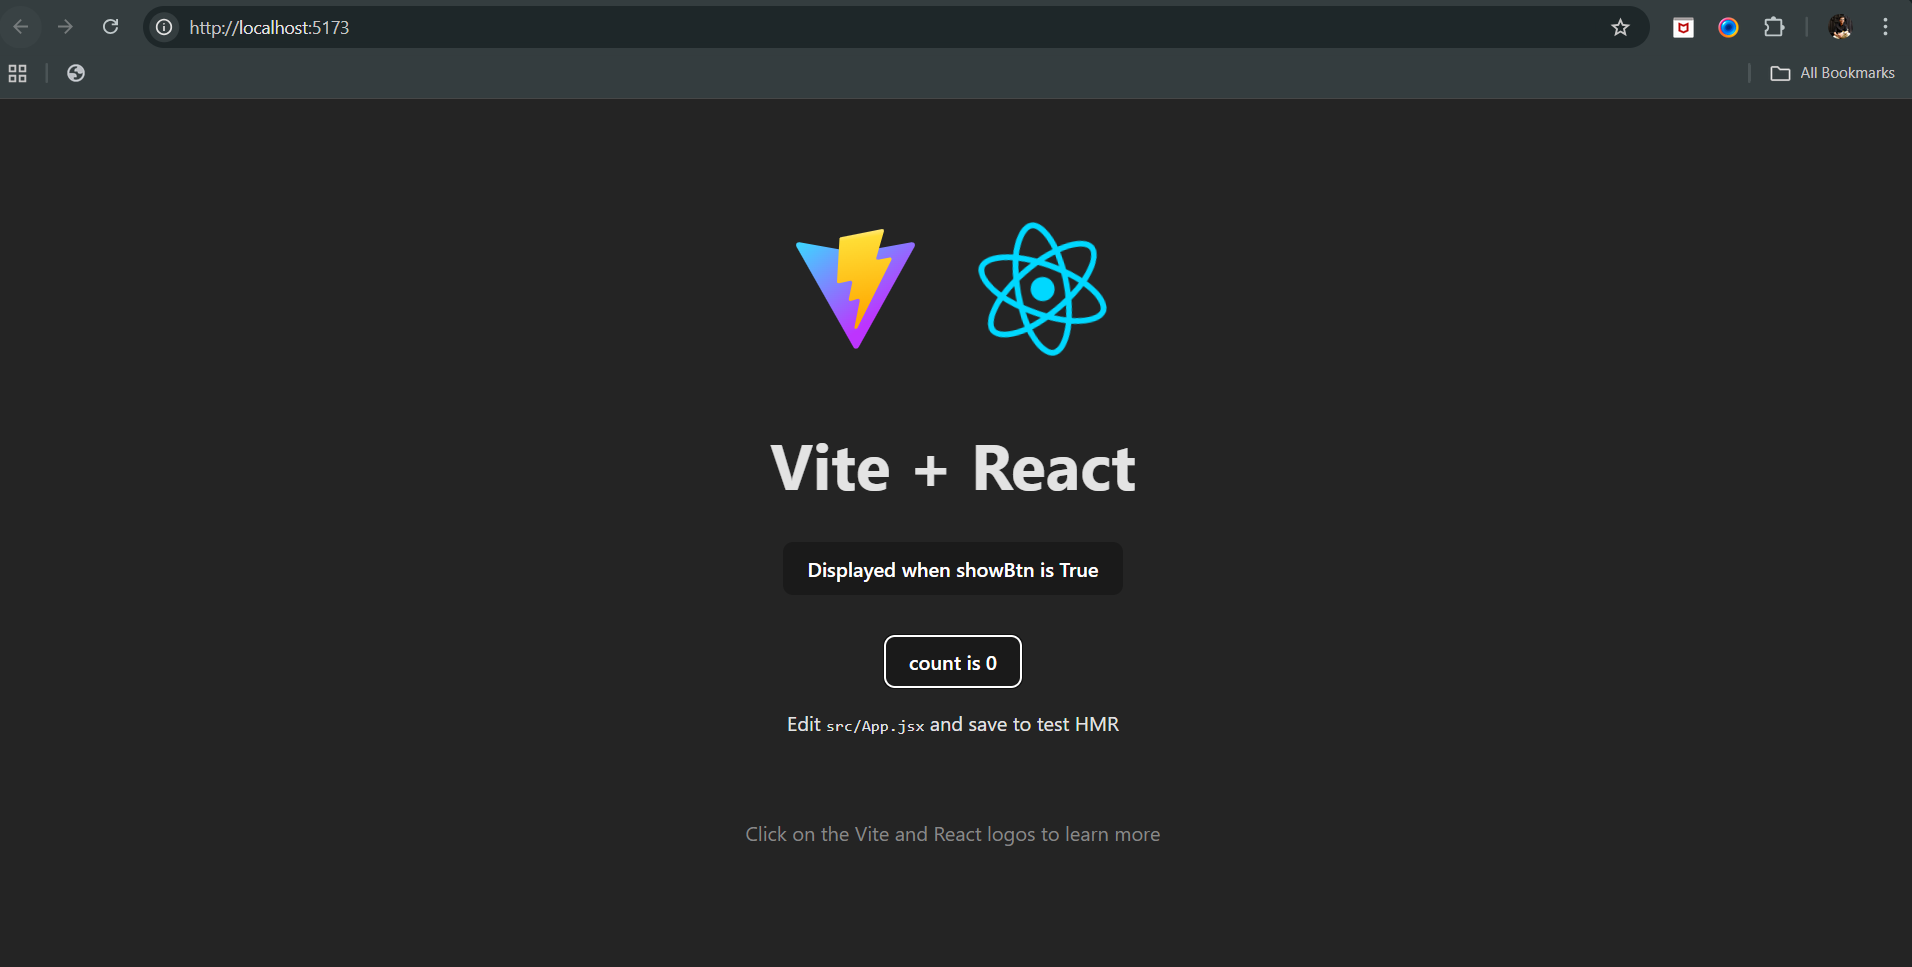 http://localhost:5173
All Bookmarks
Vite + React
Displayed when showBtn is True
count is 0
Edit src/App.jsx and save to test HMR
Click on the Vite and React logos to learn more